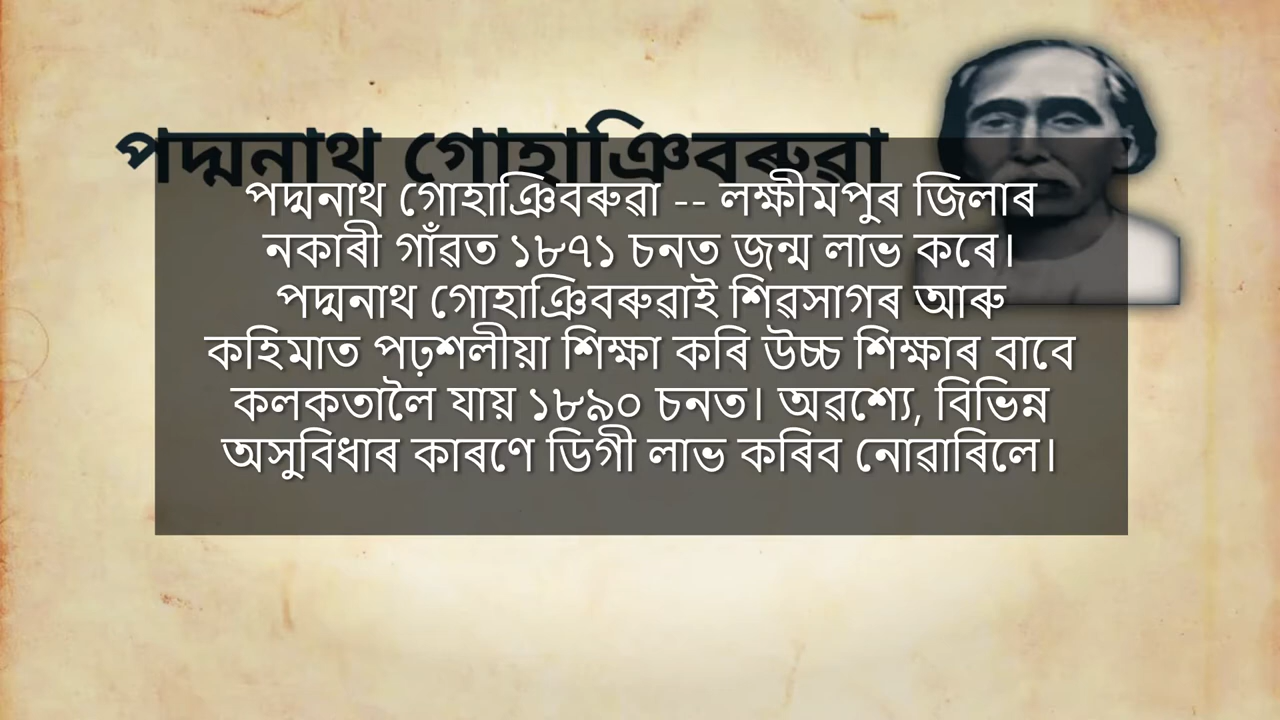 পদ্মনাথ গোহাঞিবৰুৱা
পদ্মনাথ গোহাঞিবৰুৱা -- লক্ষীমপুৰ জিলাৰ
নকাৰী গাঁৱত ১৮৭১ চনত জন্ম লাভ কৰে।
পদ্মনাথ গোহাঞিবৰুৱাই শিৱসাগৰ আৰু
কহিমাত পঢ়শলীয়া শিক্ষা কৰি উচ্চ শিক্ষাৰ বাবে
কলকতালৈ যায় ১৮৯০ চনত। অৱশ্যে, বিভিন্ন
অসুবিধাৰ কাৰণে ডিগী লাভ কৰিব নোৱাৰিলে।